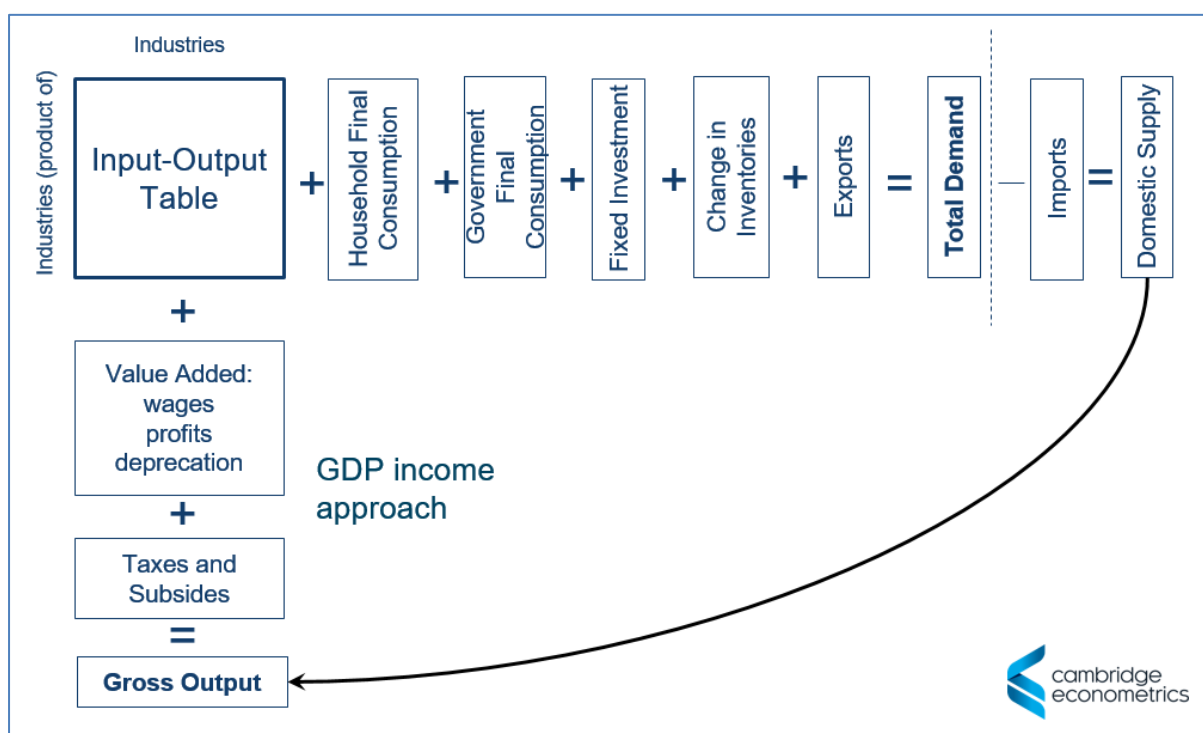 Industries
Industries (product of)
Input-Output
Table
+
Household Final
Consumption
+
Government
Final
Consumption
+
Fixed Investment
+
Change in
Inventories
+
Exports
=
Total Demand
—
Imports
=
Domestic Supply
+
Value Added:
wages
profits
deprecation
GDP income
approach
+
Taxes and
Subsides
=
Gross Output
cambridge
econometrics